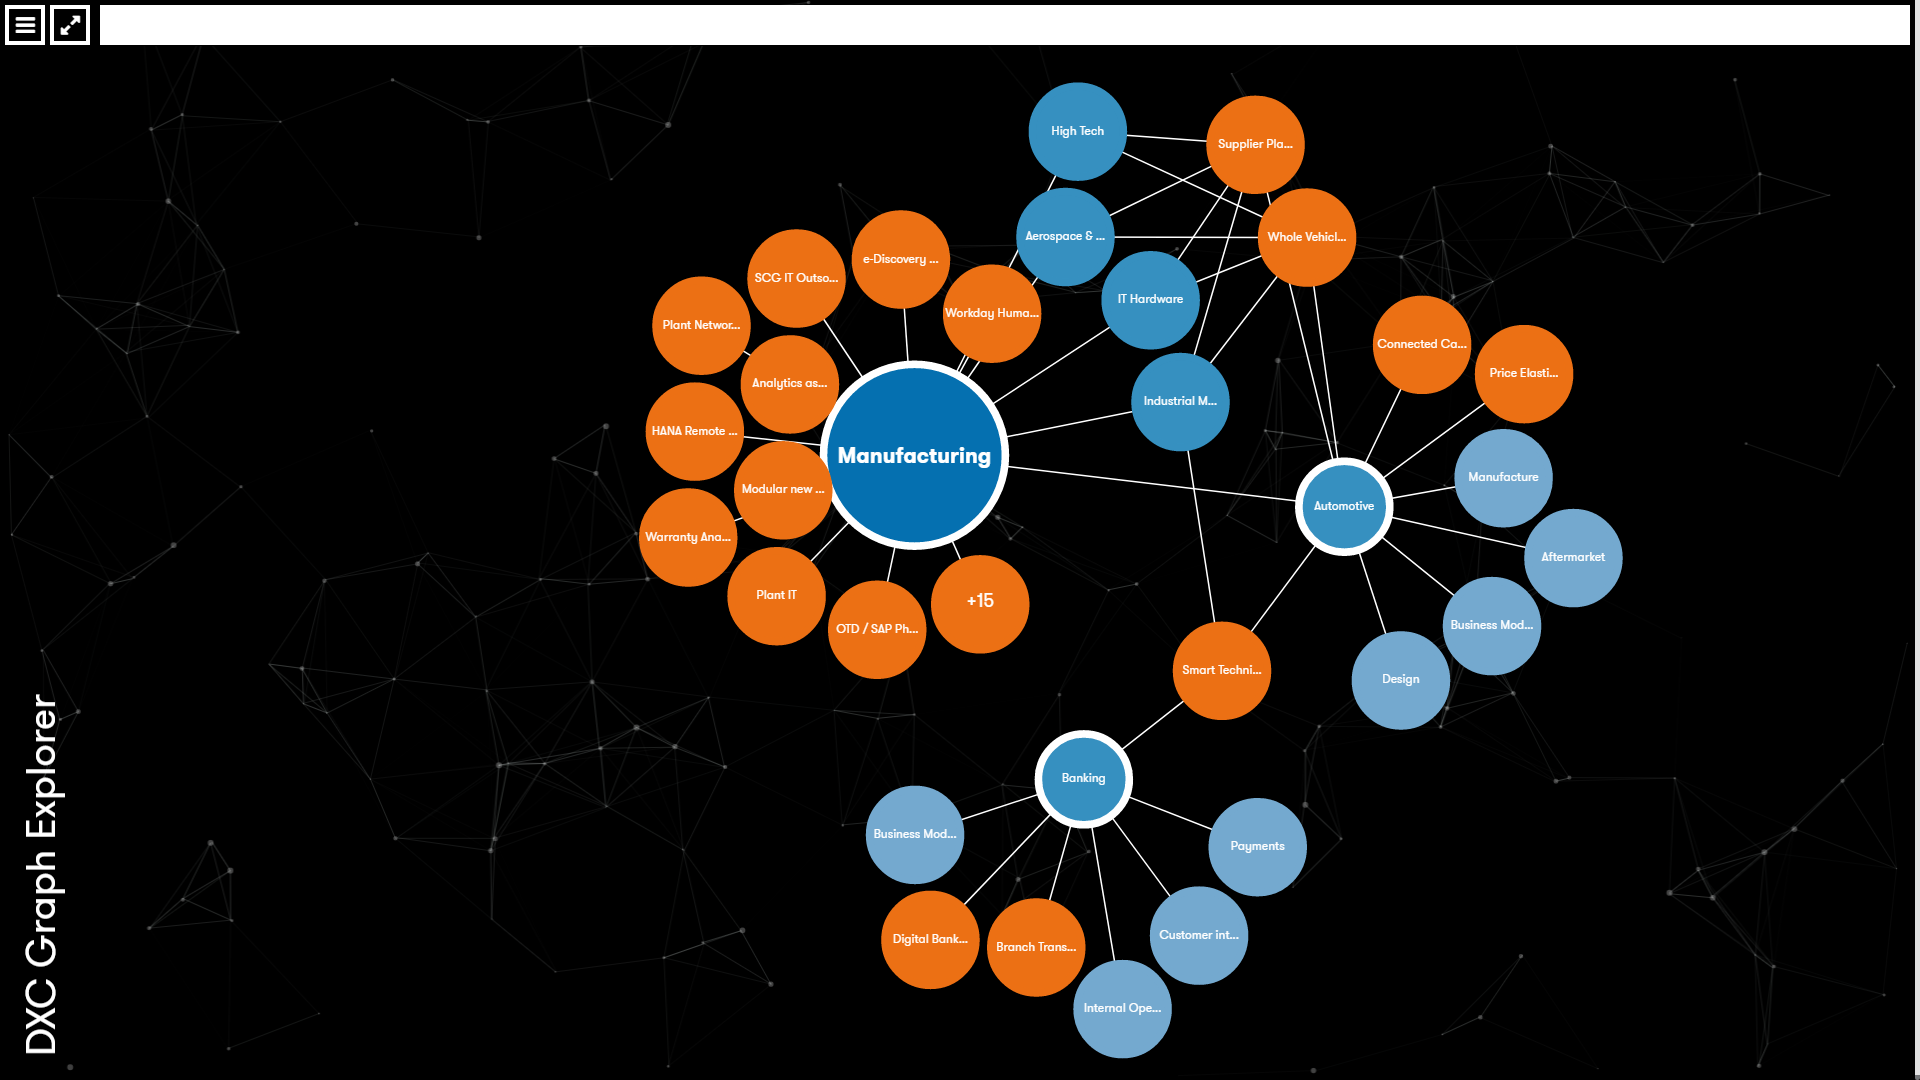 High Tech
Supplier Pla...
Aerospace & ...
Whole Vehicl...
e-Discovery ...
SCG IT Outso...
IT Hardware
Workday Huma...
Plant Networ...
Connected Ca...
Price Elasti...
Analytics as...
Industrial M...
HANA Remote ...
Manufacturing
Manufacture
Modular new ...
Automotive
Warranty Ana...
Aftermarket
Plant IT
+15
OTD / SAP Ph...
Business Mod...
Smart Techni...
Design
Banking
Business Mod...
Payments
Digital Bank...
Branch Trans...
Customer int...
Internal Ope...
DXC Graph Explorer